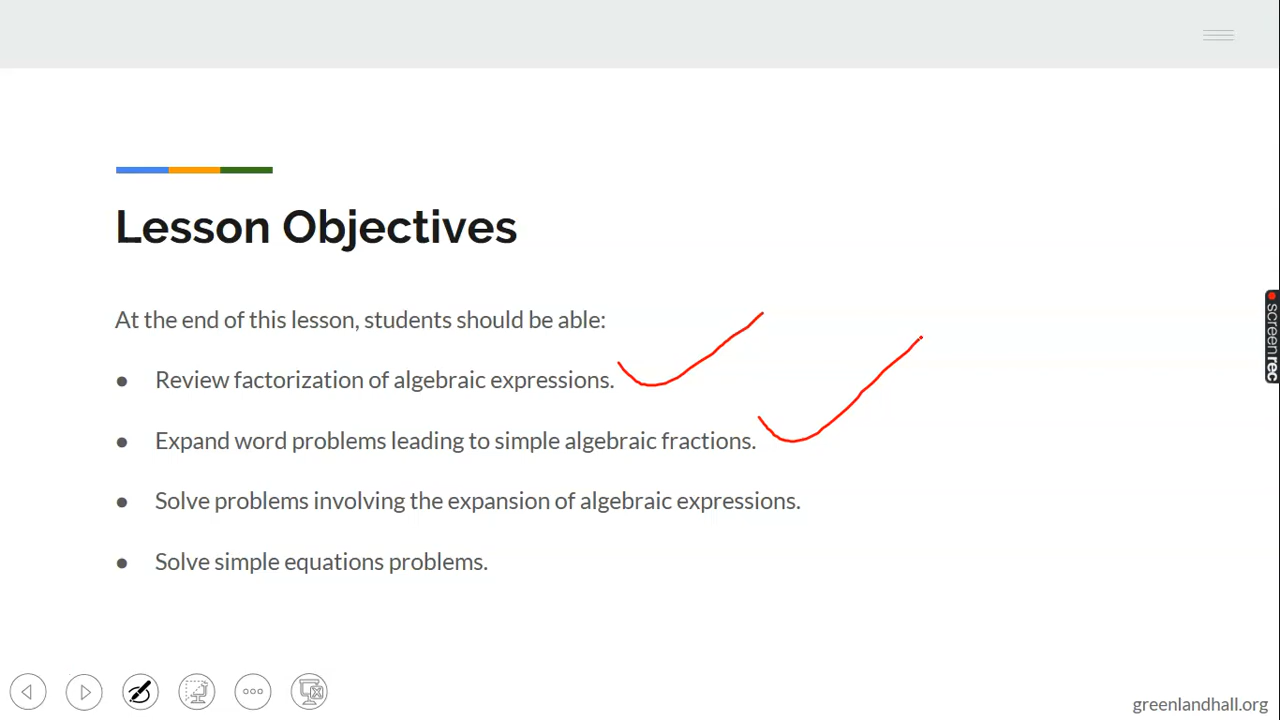 Lesson Objectives
At the end of this lesson, students should be able:
● Review factorization of algebraic expressions.
● Expand word problems leading to simple algebraic fractions.
● Solve problems involving the expansion of algebraic expressions.
● Solve simple equations problems.
screenrec
greenlandhall.org